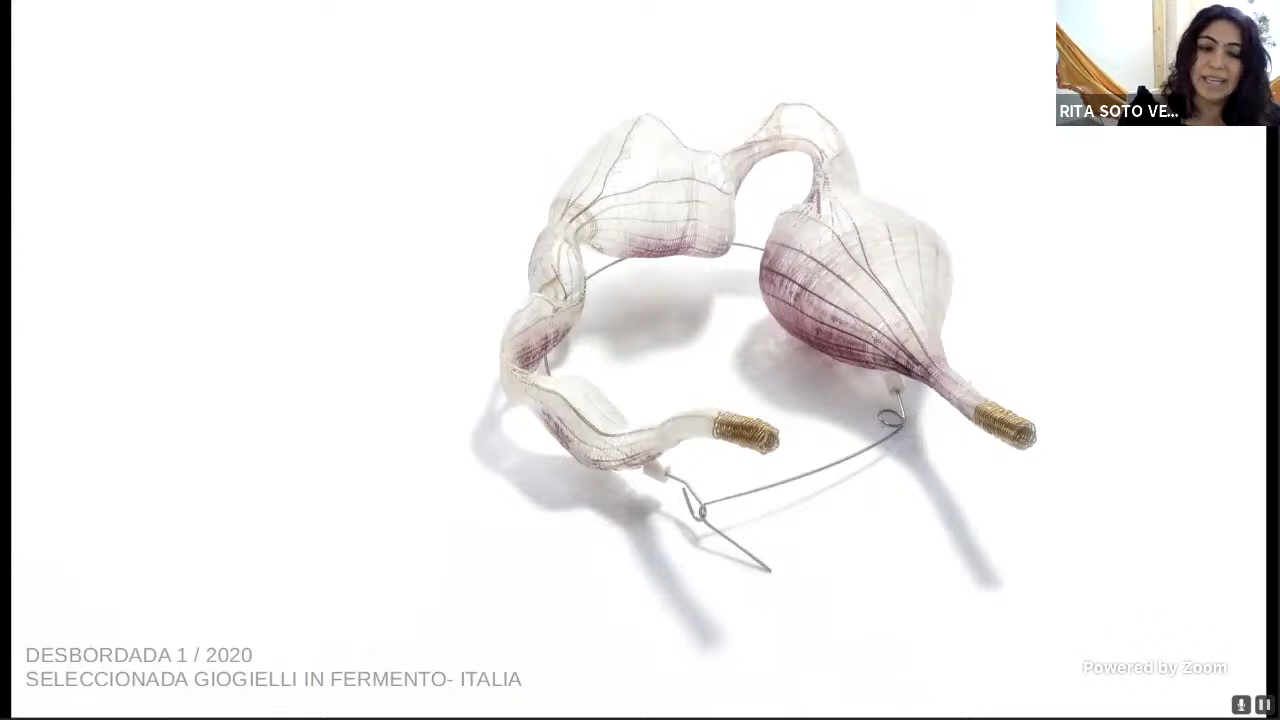 RITA SOTO VE...
DESBORDADA 1 / 2020
SELECCIONADA GIOGIELLI IN FERMENTO- ITALIA
Powered by Zoom